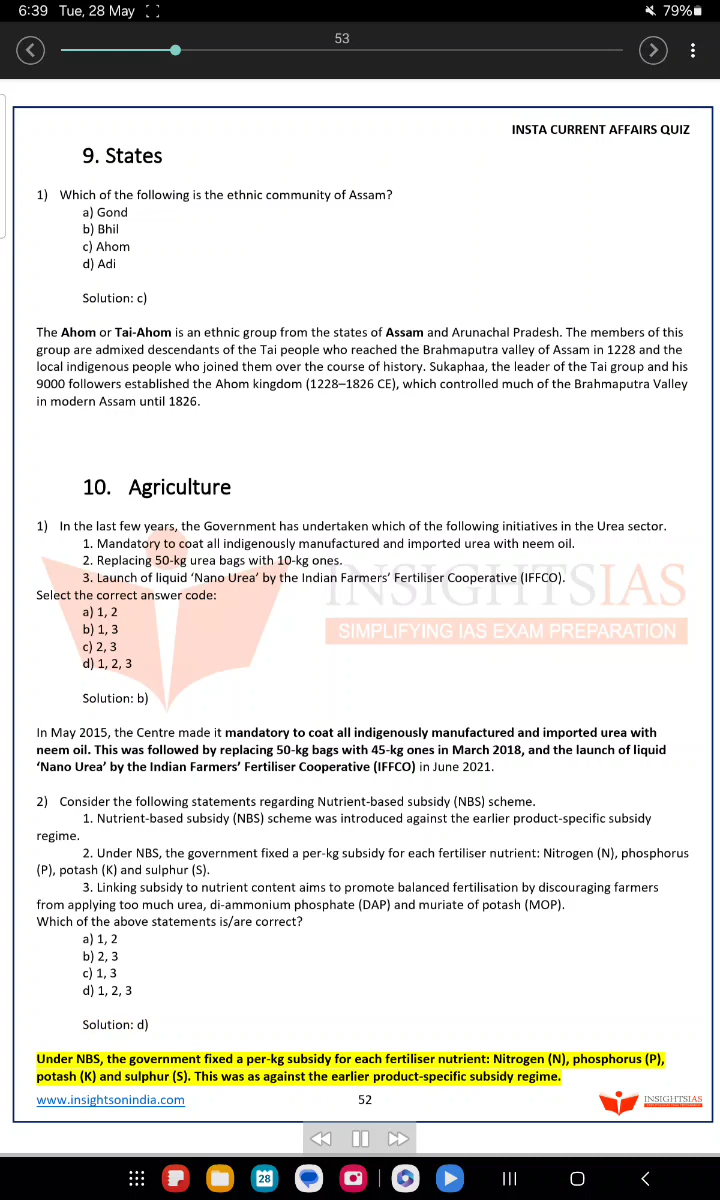 6:39 Tue, 28 May
79%
53
INSTA CURRENT AFFAIRS QUIZ
9. States
1) Which of the following is the ethnic community of Assam?
a) Gond
b) Bhil
c) Ahom
d) Adi
Solution: c)
The Ahom or Tai-Ahom is an ethnic group from the states of Assam and Arunachal Pradesh. The members of this
group are admixed descendants of the Tai people who reached the Brahmaputra valley of Assam in 1228 and the
local indigenous people who joined them over the course of history. Sukaphaa, the leader of the Tai group and his
9000 followers established the Ahom kingdom (1228–1826 CE), which controlled much of the Brahmaputra Valley
in modern Assam until 1826.
10. Agriculture
1) In the last few years, the Government has undertaken which of the following initiatives in the Urea sector.
1. Mandatory to coat all indigenously manufactured and imported urea with neem oil.
2. Replacing 50-kg urea bags with 10-kg ones.
3. Launch of liquid 'Nano Urea' by the Indian Farmers' Fertiliser Cooperative (IFFCO).
Select the correct answer code:
a) 1, 2
b) 1, 3
c) 2, 3
d) 1, 2, 3
INSIGHTSIAS
SIMPLIFYING IAS EXAM PREPARATION
Solution: b)
In May 2015, the Centre made it mandatory to coat all indigenously manufactured and imported urea with
neem oil. This was followed by replacing 50-kg bags with 45-kg ones in March 2018, and the launch of liquid
'Nano Urea' by the Indian Farmers' Fertiliser Cooperative (IFFCO) in June 2021.
2) Consider the following statements regarding Nutrient-based subsidy (NBS) scheme.
1. Nutrient-based subsidy (NBS) scheme was introduced against the earlier product-specific subsidy
regime.
2. Under NBS, the government fixed a per-kg subsidy for each fertiliser nutrient: Nitrogen (N), phosphorus
(P), potash (K) and sulphur (S).
3. Linking subsidy to nutrient content aims to promote balanced fertilisation by discouraging farmers
from applying too much urea, di-ammonium phosphate (DAP) and muriate of potash (MOP).
Which of the above statements is/are correct?
a) 1, 2
b) 2, 3
c) 1, 3
d) 1, 2, 3
Solution: d)
Under NBS, the government fixed a per-kg subsidy for each fertiliser nutrient: Nitrogen (N), phosphorus (P),
potash (K) and sulphur (S). This was as against the earlier product-specific subsidy regime.
www.insightsonindia.com
52
INSIGHTSIAS
28